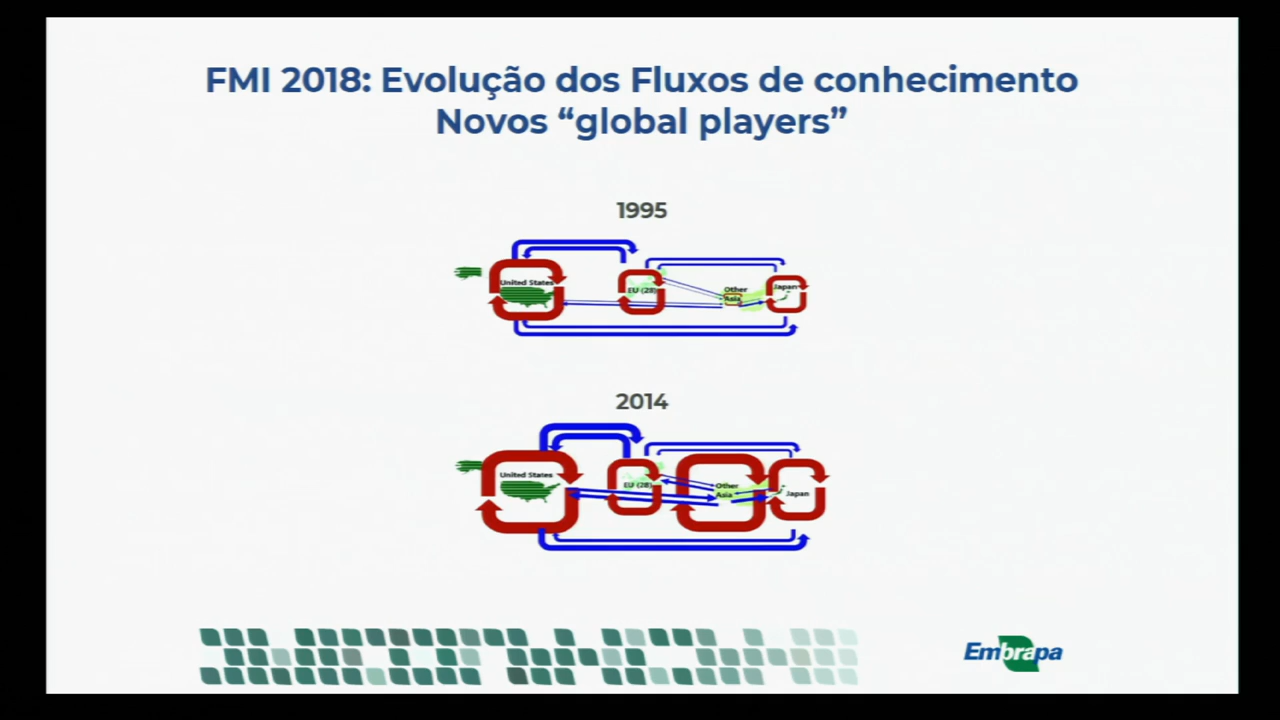 FMI 2018: Evolução dos Fluxos de conhecimento
Novos “global players”
1995
United States
EU (28)
Other
Asia
Japan
2014
United States
EU (28)
Other
Asia
Japan
Embrapa